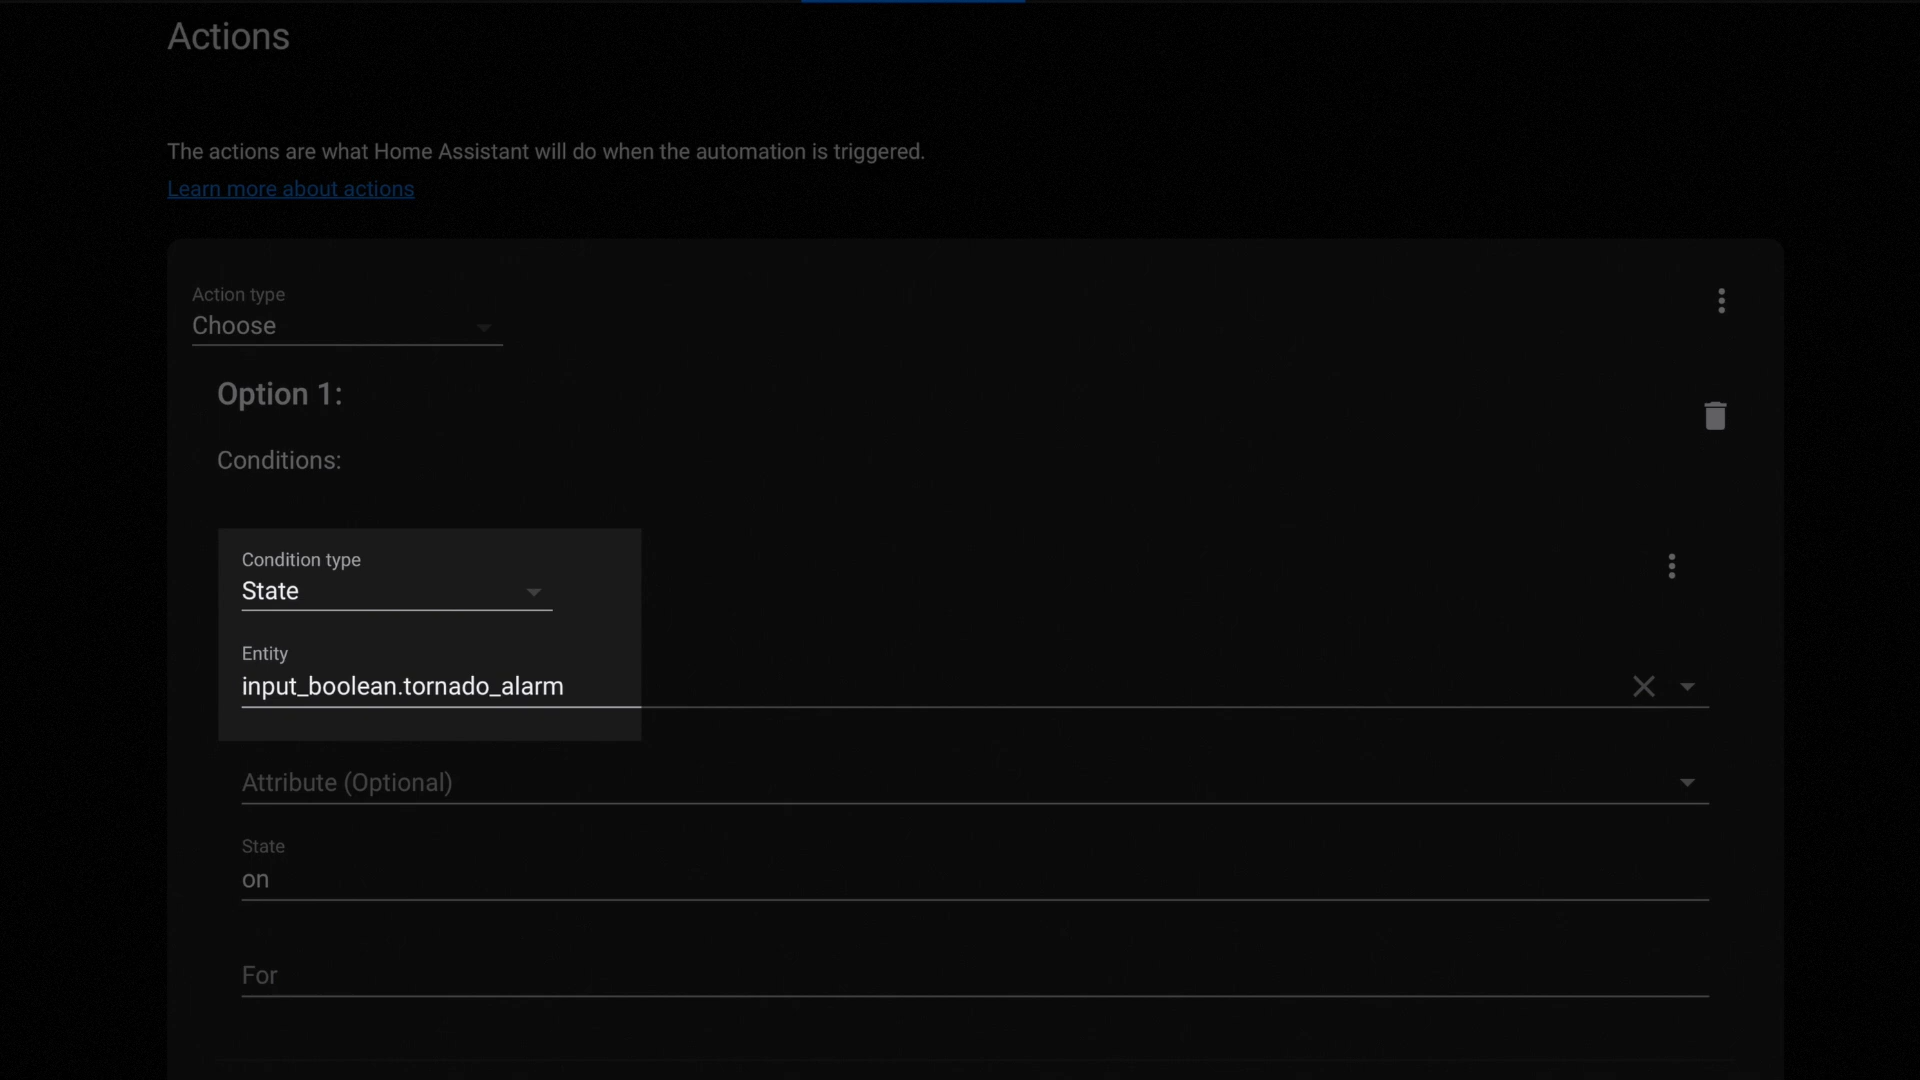 Actions
The actions are what Home Assistant will do when the automation is triggered.
Learn more about actions
Action type
Choose
Option 1:
Conditions:
Condition type
State
Entity
input_boolean.tornado_alarm
Attribute (Optional)
State
on
For